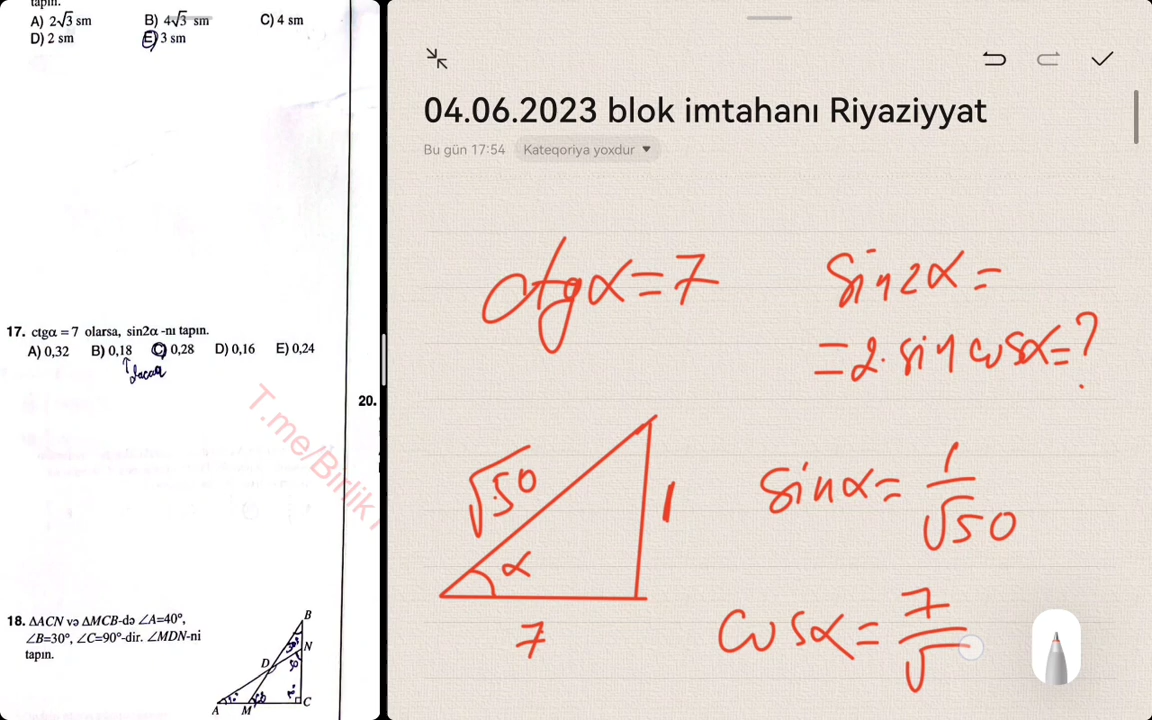 tapın.
A) 2√3 sm B) 4√3 sm C) 4 sm
D) 2 sm E) 3 sm
17. ctgα = 7 olarsa, sin2α -nı tapın.
A) 0,32 B) 0,18 C) 0,28 D) 0,16 E) 0,24
20.
T.me/Birlik
18. ΔACN və ΔMCB-də ∠A=40°,
∠B=30°, ∠C=90°-dir. ∠MDN-ni
tapın.
B
N
D
A M C
04.06.2023 blok imtahanı Riyaziyyat
Bu gün 17:54 Kateqoriya yoxdur
ctgα=7 sin2α=
=2.sinαcosα=?
√50 α 1 7
sinα= 1/√50
cosα= 7/√